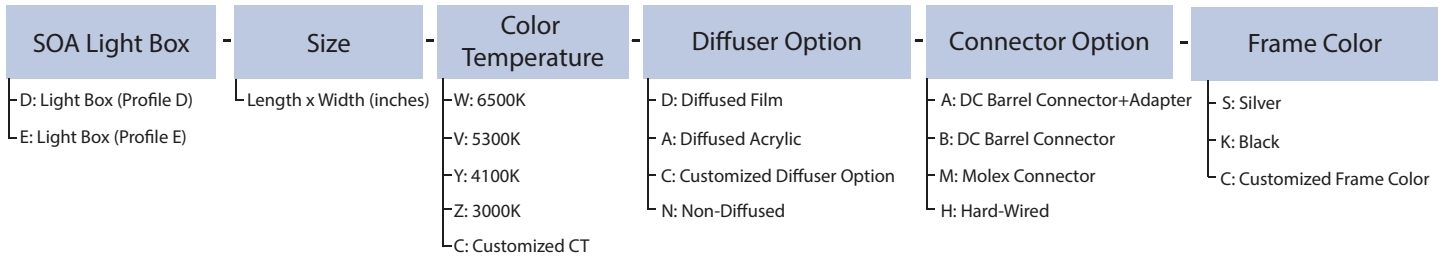 SOA Light Box - Size - Color Temperature - Diffuser Option - Connector Option - Frame Color
D: Light Box (Profile D)
E: Light Box (Profile E)
Length x Width (inches)
W: 6500K
V: 5300K
Y: 4100K
Z: 3000K
C: Customized CT
D: Diffused Film
A: Diffused Acrylic
C: Customized Diffuser Option
N: Non-Diffused
A: DC Barrel Connector+Adapter
B: DC Barrel Connector
M: Molex Connector
H: Hard-Wired
S: Silver
K: Black
C: Customized Frame Color